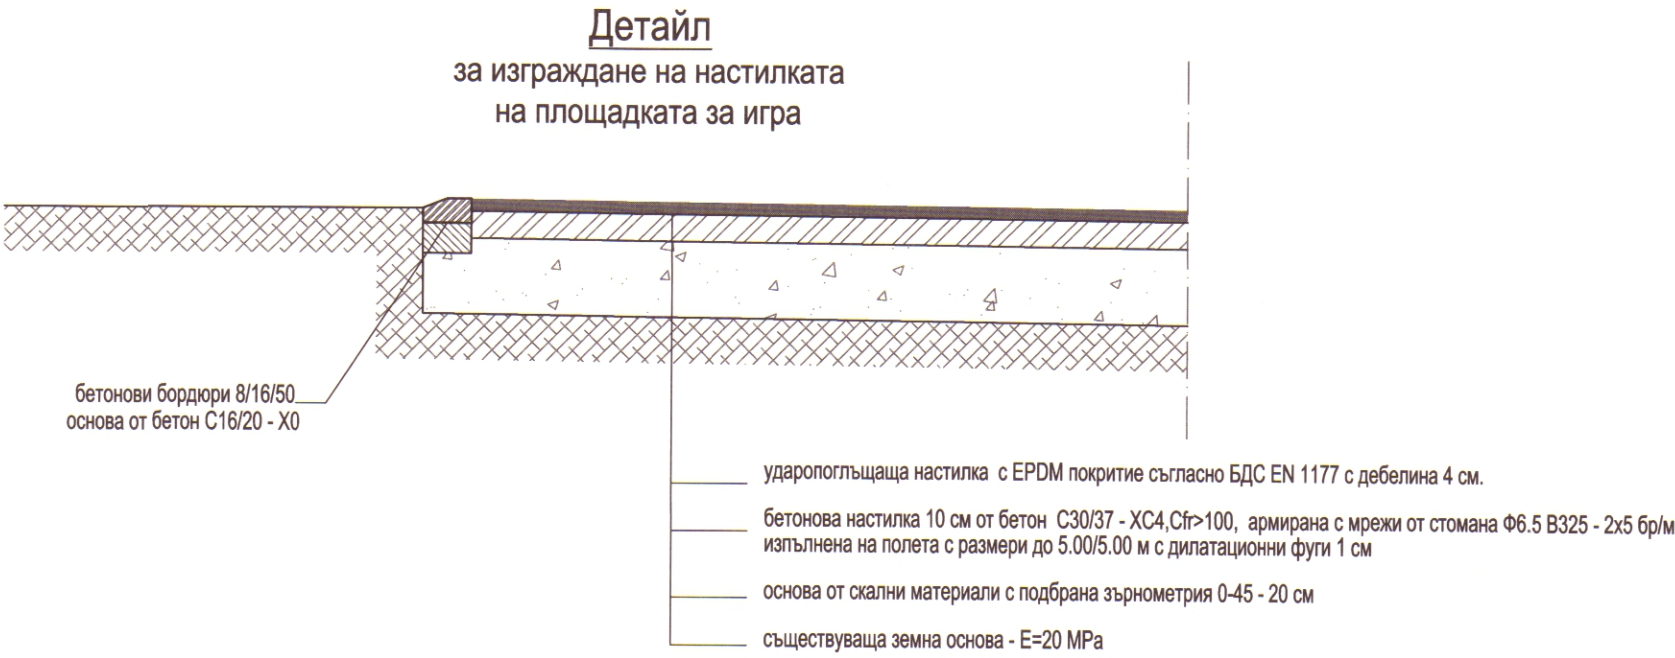 Детайл
за изграждане на настилката
на площадката за игра
бетонови бордюри 8/16/50
основа от бетон С16/20 - X0
ударопоглъщаща настилка с EPDM покритие съгласно БДС EN 1177 с дебелина 4 см.
бетонова настилка 10 см от бетон С30/37 - XC4,Cfr>100, армирана с мрежи от стомана Ф6.5 В325 - 2х5 бр/м
изпълнена на полета с размери до 5.00/5.00 м с дилатационни фуги 1 см
основа от скални материали с подбрана зърнометрия 0-45 - 20 см
съществуваща земна основа - Е=20 MPa